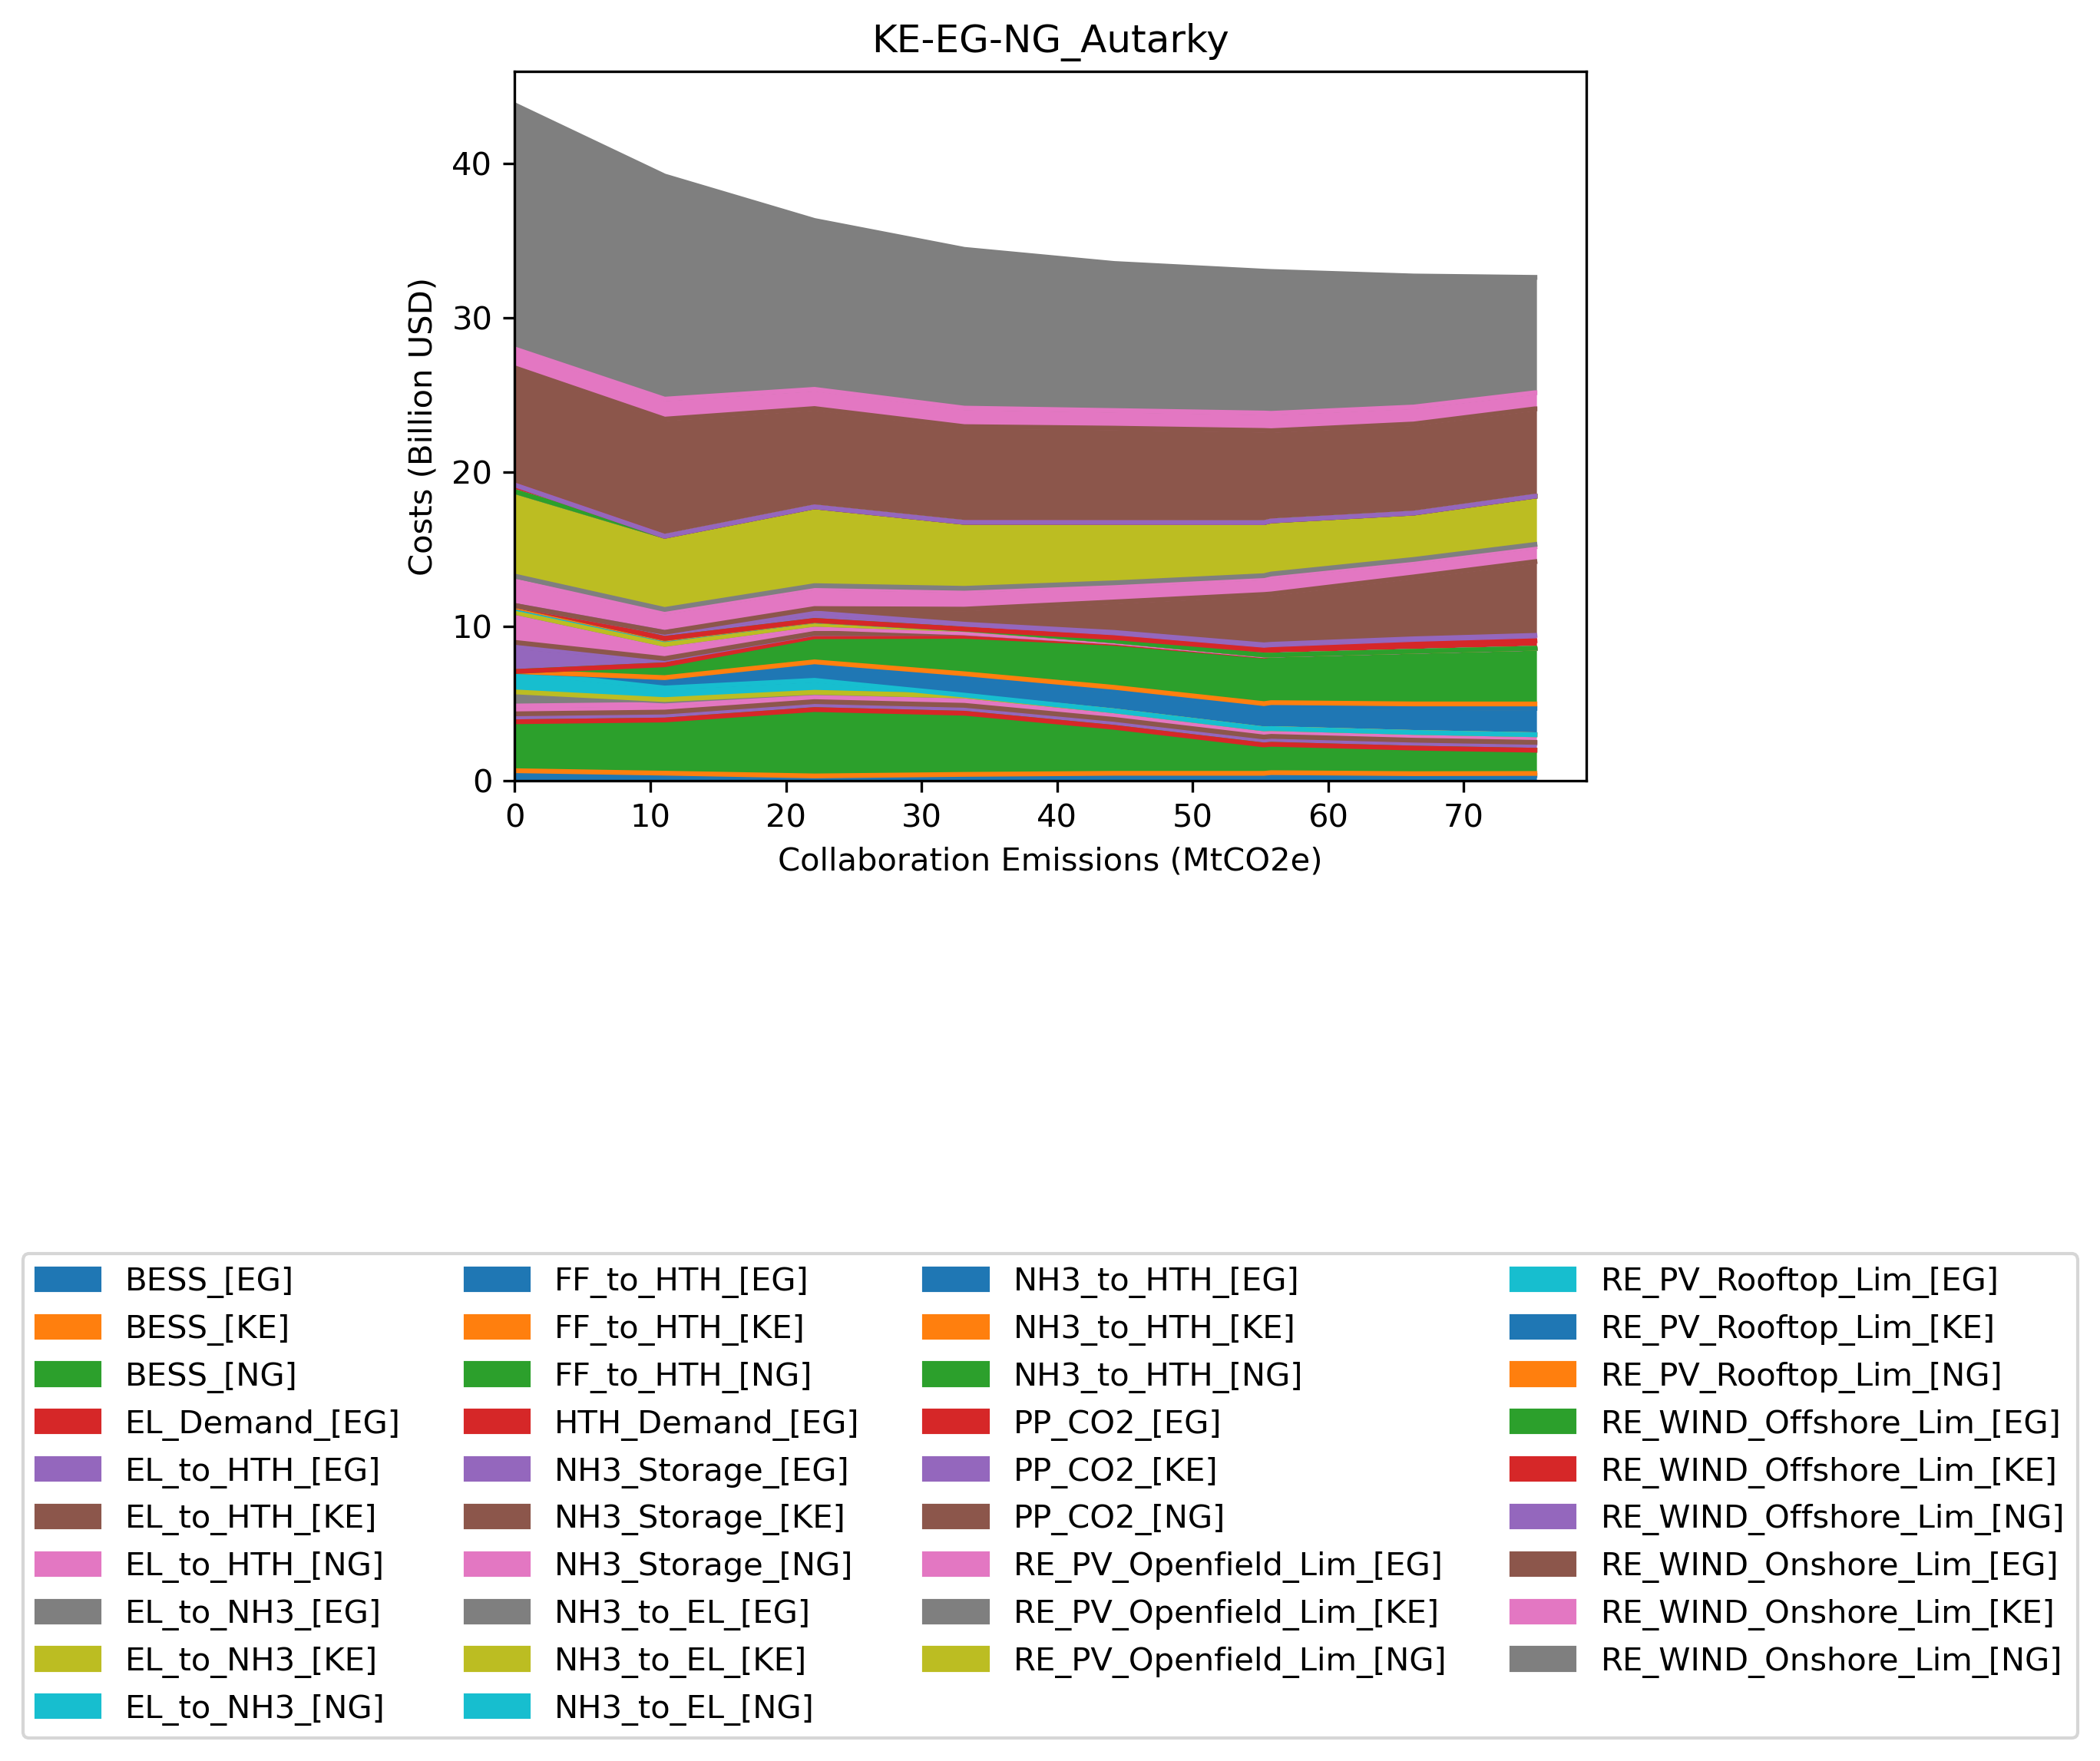 KE-EG-NG_Autarky
40
30
20
10
0
Costs (Billion USD)
0 10 20 30 40 50 60 70
Collaboration Emissions (MtCO2e)
BESS_[EG]
BESS_[KE]
BESS_[NG]
EL_Demand_[EG]
EL_to_HTH_[EG]
EL_to_HTH_[KE]
EL_to_HTH_[NG]
EL_to_NH3_[EG]
EL_to_NH3_[KE]
EL_to_NH3_[NG]
FF_to_HTH_[EG]
FF_to_HTH_[KE]
FF_to_HTH_[NG]
HTH_Demand_[EG]
NH3_Storage_[EG]
NH3_Storage_[KE]
NH3_Storage_[NG]
NH3_to_EL_[EG]
NH3_to_EL_[KE]
NH3_to_EL_[NG]
NH3_to_HTH_[EG]
NH3_to_HTH_[KE]
NH3_to_HTH_[NG]
PP_CO2_[EG]
PP_CO2_[KE]
PP_CO2_[NG]
RE_PV_Openfield_Lim_[EG]
RE_PV_Openfield_Lim_[KE]
RE_PV_Openfield_Lim_[NG]
RE_PV_Rooftop_Lim_[EG]
RE_PV_Rooftop_Lim_[KE]
RE_PV_Rooftop_Lim_[NG]
RE_WIND_Offshore_Lim_[EG]
RE_WIND_Offshore_Lim_[KE]
RE_WIND_Offshore_Lim_[NG]
RE_WIND_Onshore_Lim_[EG]
RE_WIND_Onshore_Lim_[KE]
RE_WIND_Onshore_Lim_[NG]